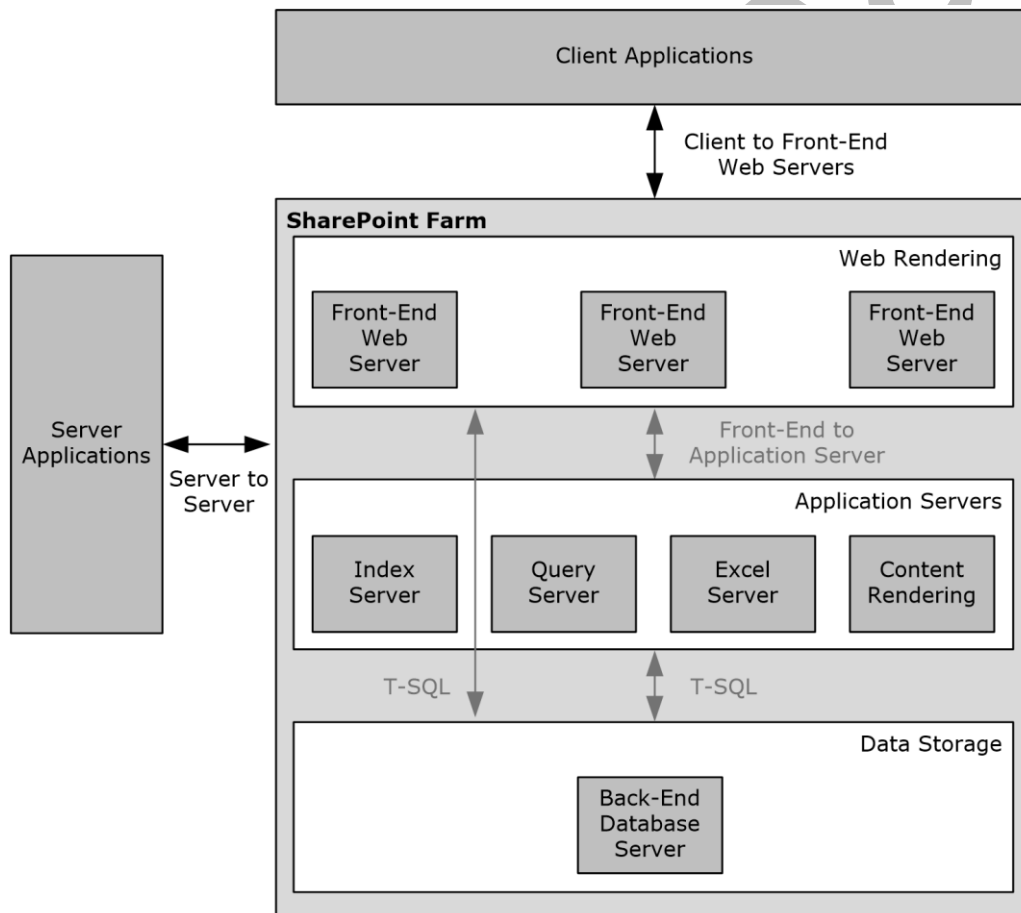 Client Applications
Client to Front-End
Web Servers
SharePoint Farm
Web Rendering
Front-End
Web
Server
Front-End
Web
Server
Front-End
Web
Server
Server
Applications
Server to
Server
Front-End to
Application Server
Application Servers
Index
Server
Query
Server
Excel
Server
Content
Rendering
T-SQL
T-SQL
Data Storage
Back-End
Database
Server